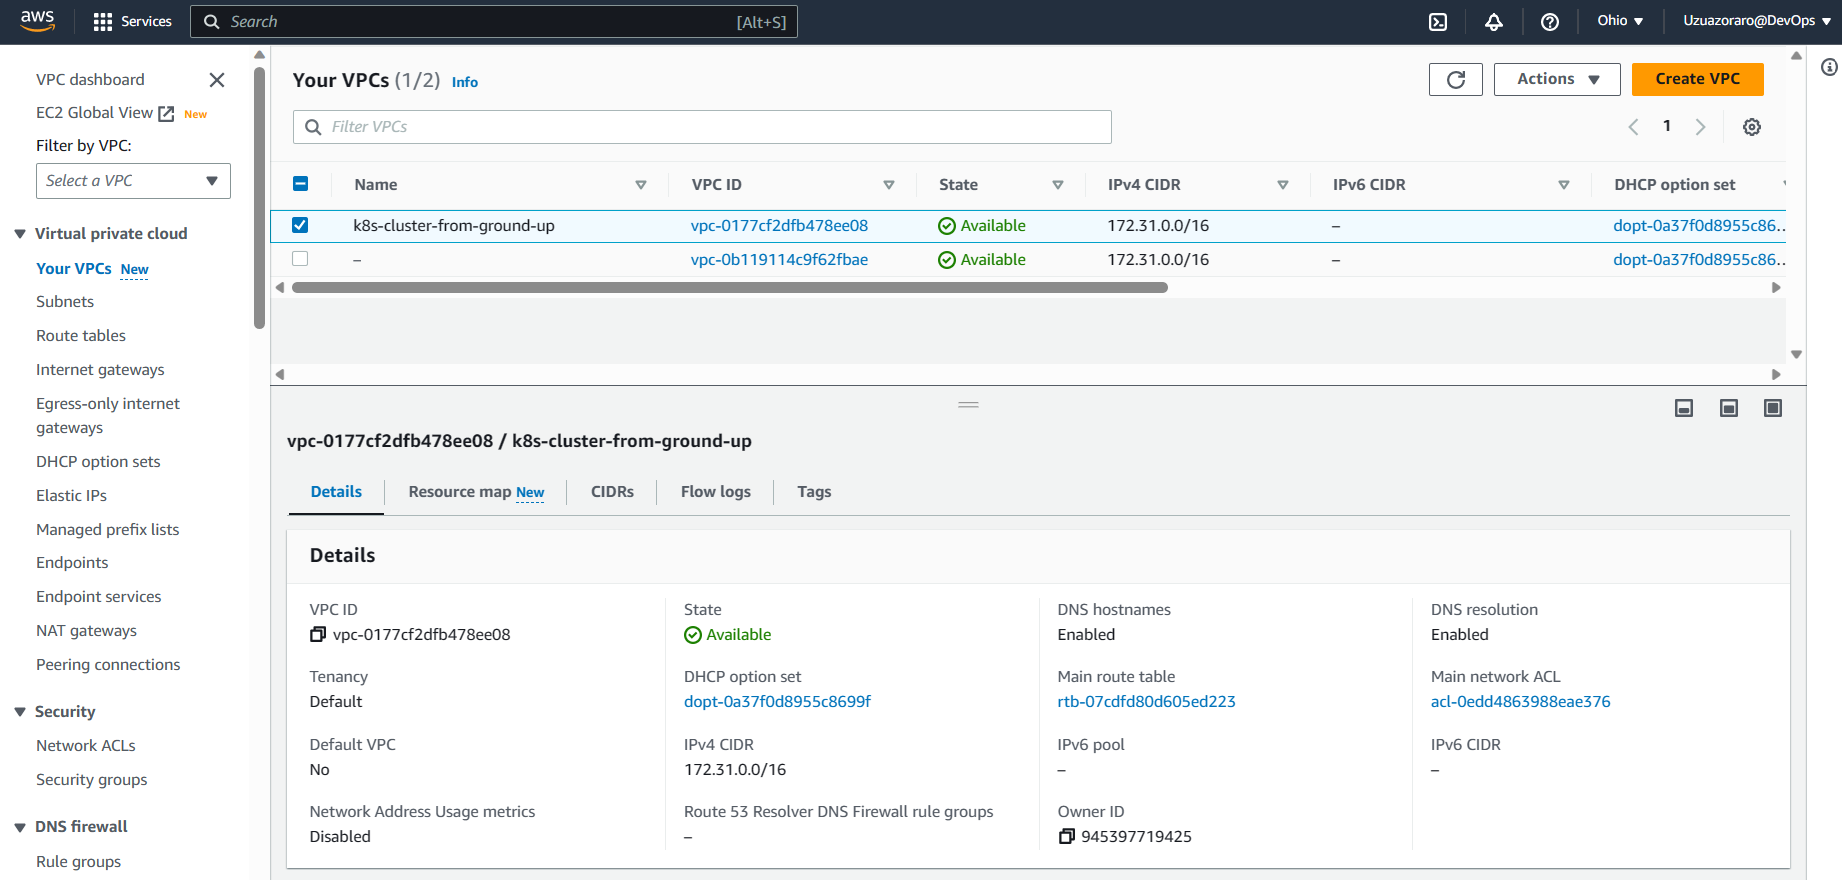 aws Services Search [Alt+S] Ohio Uzuazoraro@DevOps
VPC dashboard
EC2 Global View New
Filter by VPC:
Select a VPC
Virtual private cloud
Your VPCs New
Subnets
Route tables
Internet gateways
Egress-only internet
gateways
DHCP option sets
Elastic IPs
Managed prefix lists
Endpoints
Endpoint services
NAT gateways
Peering connections
Security
Network ACLs
Security groups
DNS firewall
Rule groups
Your VPCs (1/2) Info Actions Create VPC
Filter VPCs 1
Name VPC ID State IPv4 CIDR IPv6 CIDR DHCP option set
k8s-cluster-from-ground-up vpc-0177cf2dfb478ee08 Available 172.31.0.0/16 – dopt-0a37f0d8955c86…
– vpc-0b119114c9f62fbae Available 172.31.0.0/16 – dopt-0a37f0d8955c86…
vpc-0177cf2dfb478ee08 / k8s-cluster-from-ground-up
Details Resource map New CIDRs Flow logs Tags
Details
VPC ID State DNS hostnames DNS resolution
vpc-0177cf2dfb478ee08 Available Enabled Enabled
Tenancy DHCP option set Main route table Main network ACL
Default dopt-0a37f0d8955c8699f rtb-07cdfd80d605ed223 acl-0edd4863988eae376
Default VPC IPv4 CIDR IPv6 pool IPv6 CIDR
No 172.31.0.0/16 – –
Network Address Usage metrics Route 53 Resolver DNS Firewall rule groups Owner ID
Disabled – 945397719425